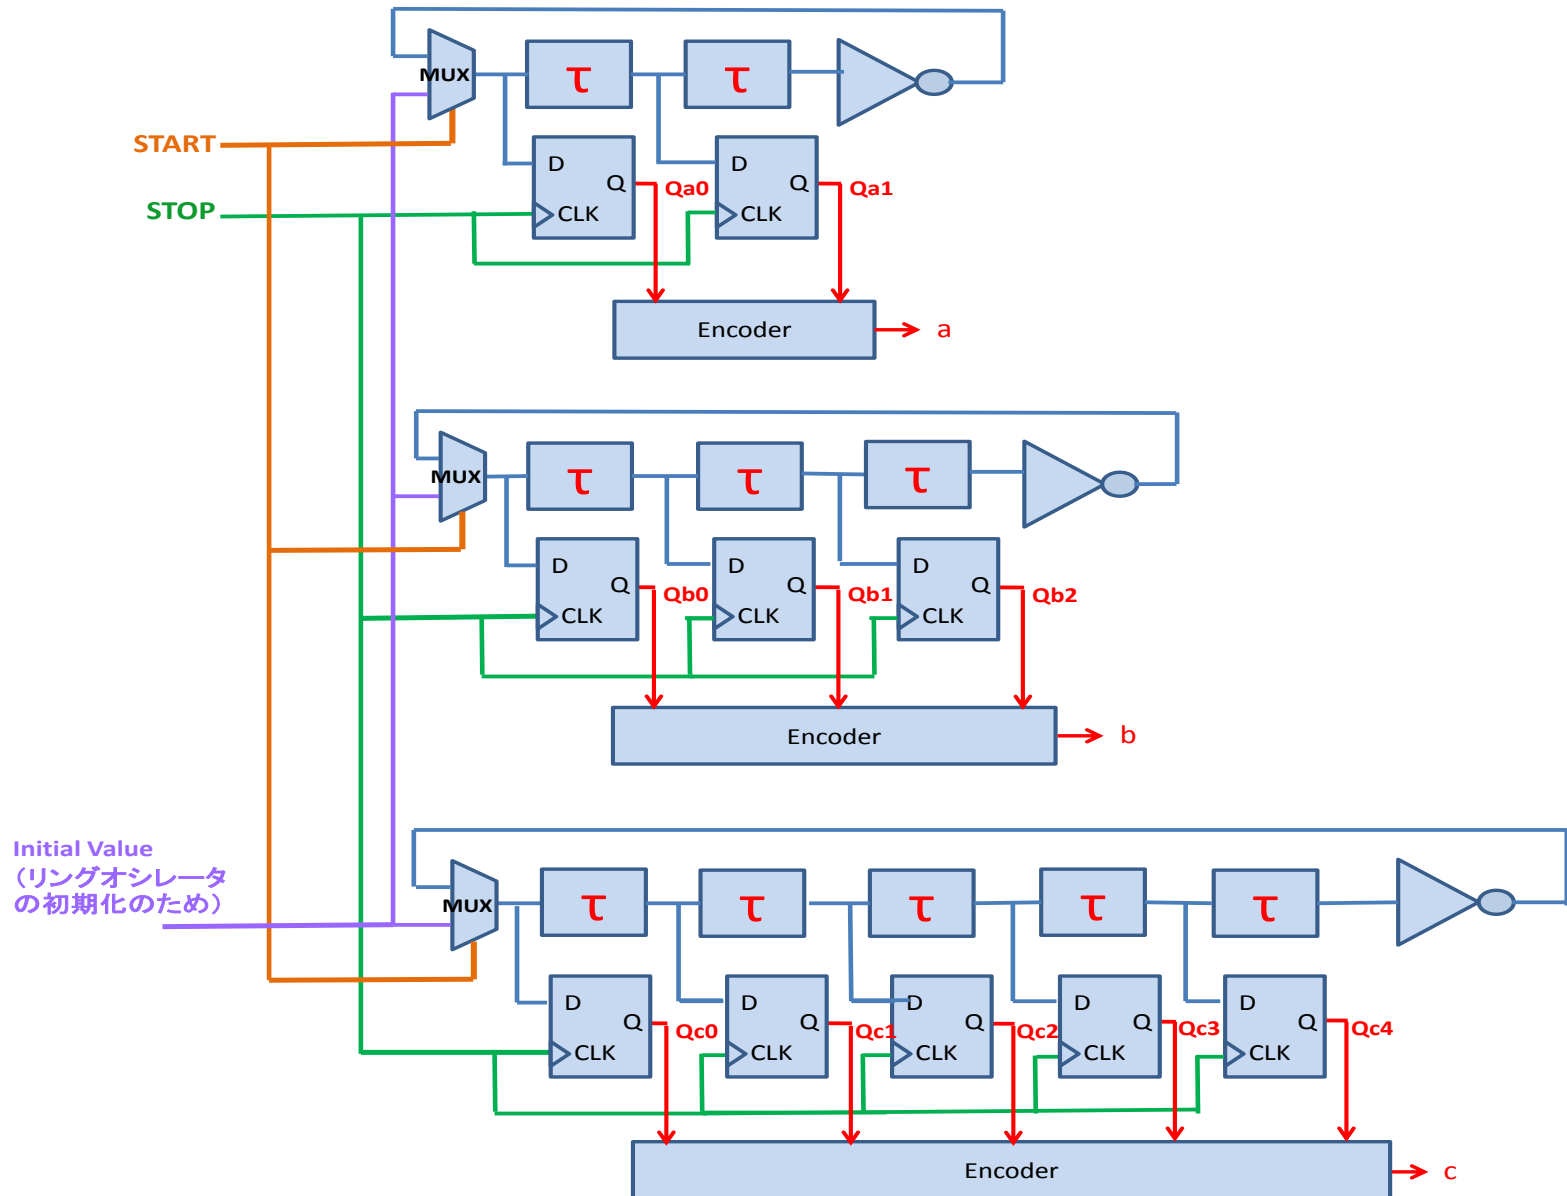 MUX
τ
τ
START
D
Q
CLK
Qa0
D
Q
CLK
Qa1
STOP
Encoder
a
MUX
τ
τ
τ
D
Q
CLK
Qb0
D
Q
CLK
Qb1
D
Q
CLK
Qb2
Encoder
b
Initial Value
（リングオシレータ
の初期化のため）
MUX
τ
τ
τ
τ
τ
D
Q
CLK
Qc0
D
Q
CLK
Qc1
D
Q
CLK
Qc2
D
Q
CLK
Qc3
D
Q
CLK
Qc4
Encoder
c